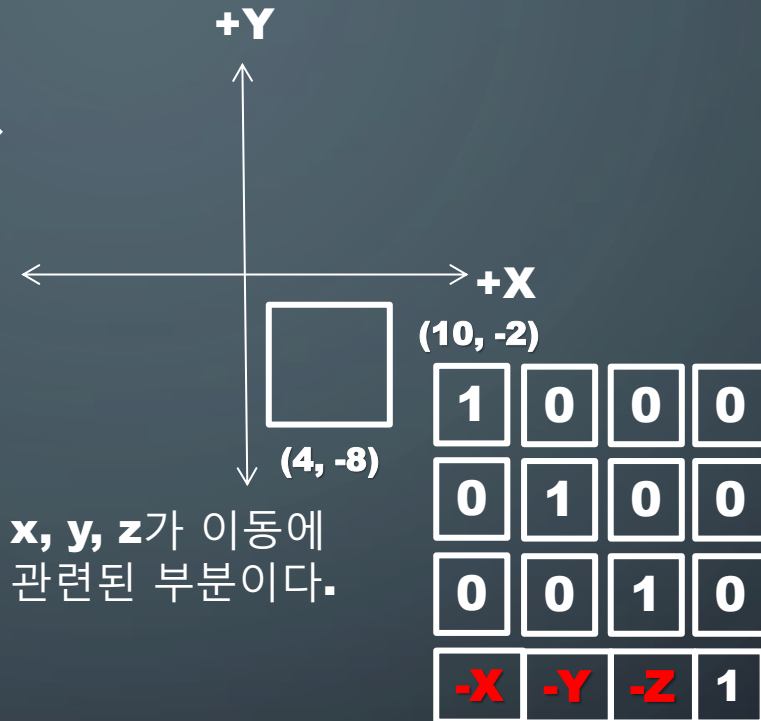 +Y
+X
(10, -2)
(4, -8)
x, y, z가 이동에
관련된 부분이다.
1 0 0 0
0 1 0 0
0 0 1 0
-X -Y -Z 1